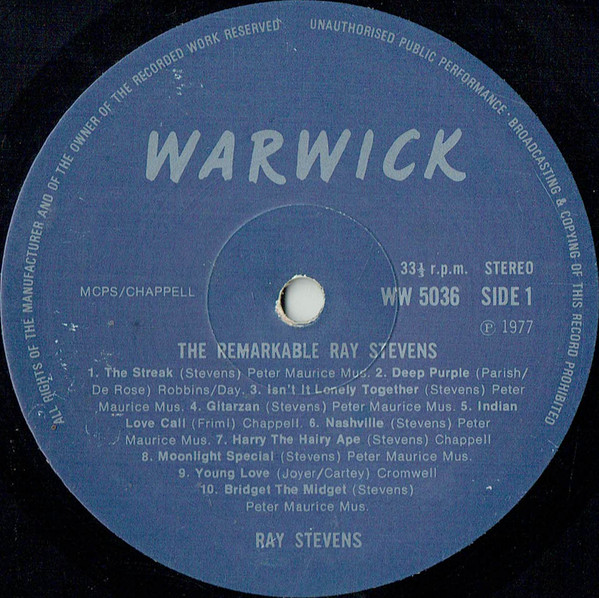 ALL RIGHTS OF THE MANUFACTURER AND OF THE OWNER OF THE RECORDED WORK RESERVED
UNAUTHORISED PUBLIC PERFORMANCE · BROADCASTING & COPYING OF THIS RECORD PROHIBITED
WARWICK
33⅓ r.p.m. STEREO
MCPS/CHAPPELL
WW 5036 SIDE 1
Ⓟ 1977
THE REMARKABLE RAY STEVENS
1. The Streak (Stevens) Peter Maurice Mus. 2. Deep Purple (Parish/
De Rose) Robbins/Day. 3. Isn't It Lonely Together (Stevens) Peter
Maurice Mus. 4. Gitarzan (Stevens) Peter Maurice Mus. 5. Indian
Love Call (Friml) Chappell. 6. Nashville (Stevens) Peter
Maurice Mus. 7. Harry The Hairy Ape (Stevens) Chappell
8. Moonlight Special (Stevens) Peter Maurice Mus.
9. Young Love (Joyer/Cartey) Cromwell
10. Bridget The Midget (Stevens)
Peter Maurice Mus.
RAY STEVENS